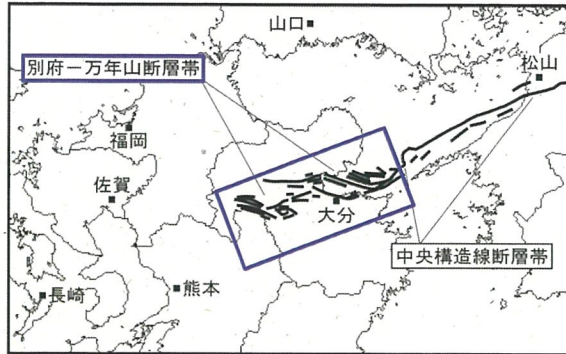 山口
別府－万年山断層帯
松山
福岡
佐賀
大分
中央構造線断層帯
長崎
熊本